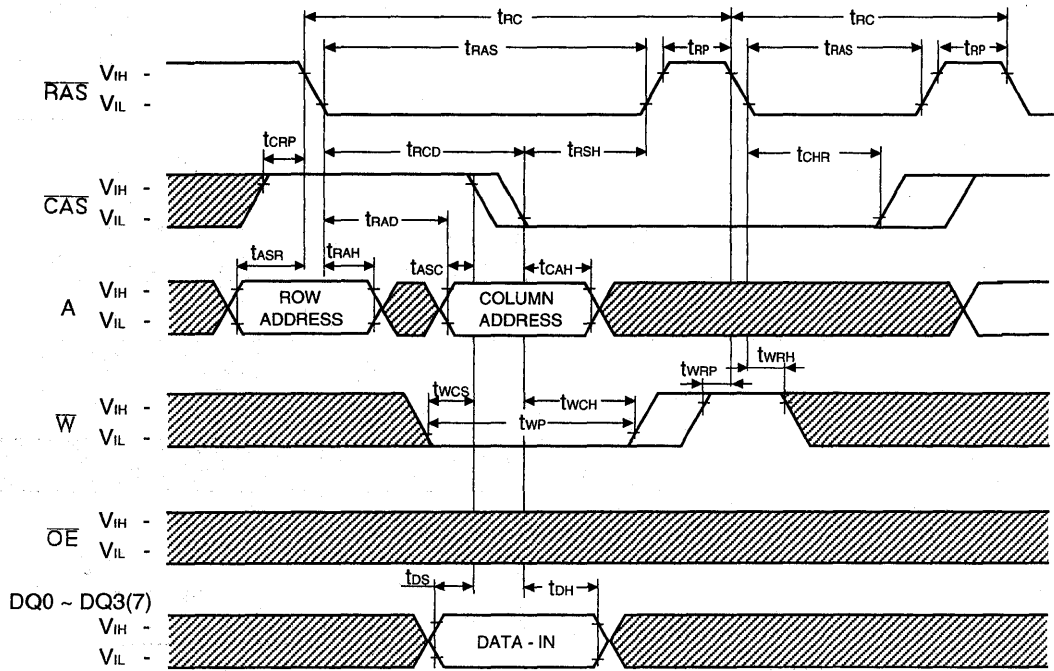 tRC tRC
tRAS tRP tRAS tRP
RAS VIH -
VIL -
tCRP tRCD tRSH tCHR
CAS VIH -
VIL -
tRAD
tASR tRAH tASC tCAH
A VIH -
VIL -
ROW
ADDRESS
COLUMN
ADDRESS
tWRP tWRH
tWCS tWCH
W VIH -
VIL -
tWP
OE VIH -
VIL -
tDS tDH
DQ0 ~ DQ3(7)
VIH -
VIL -
DATA - IN